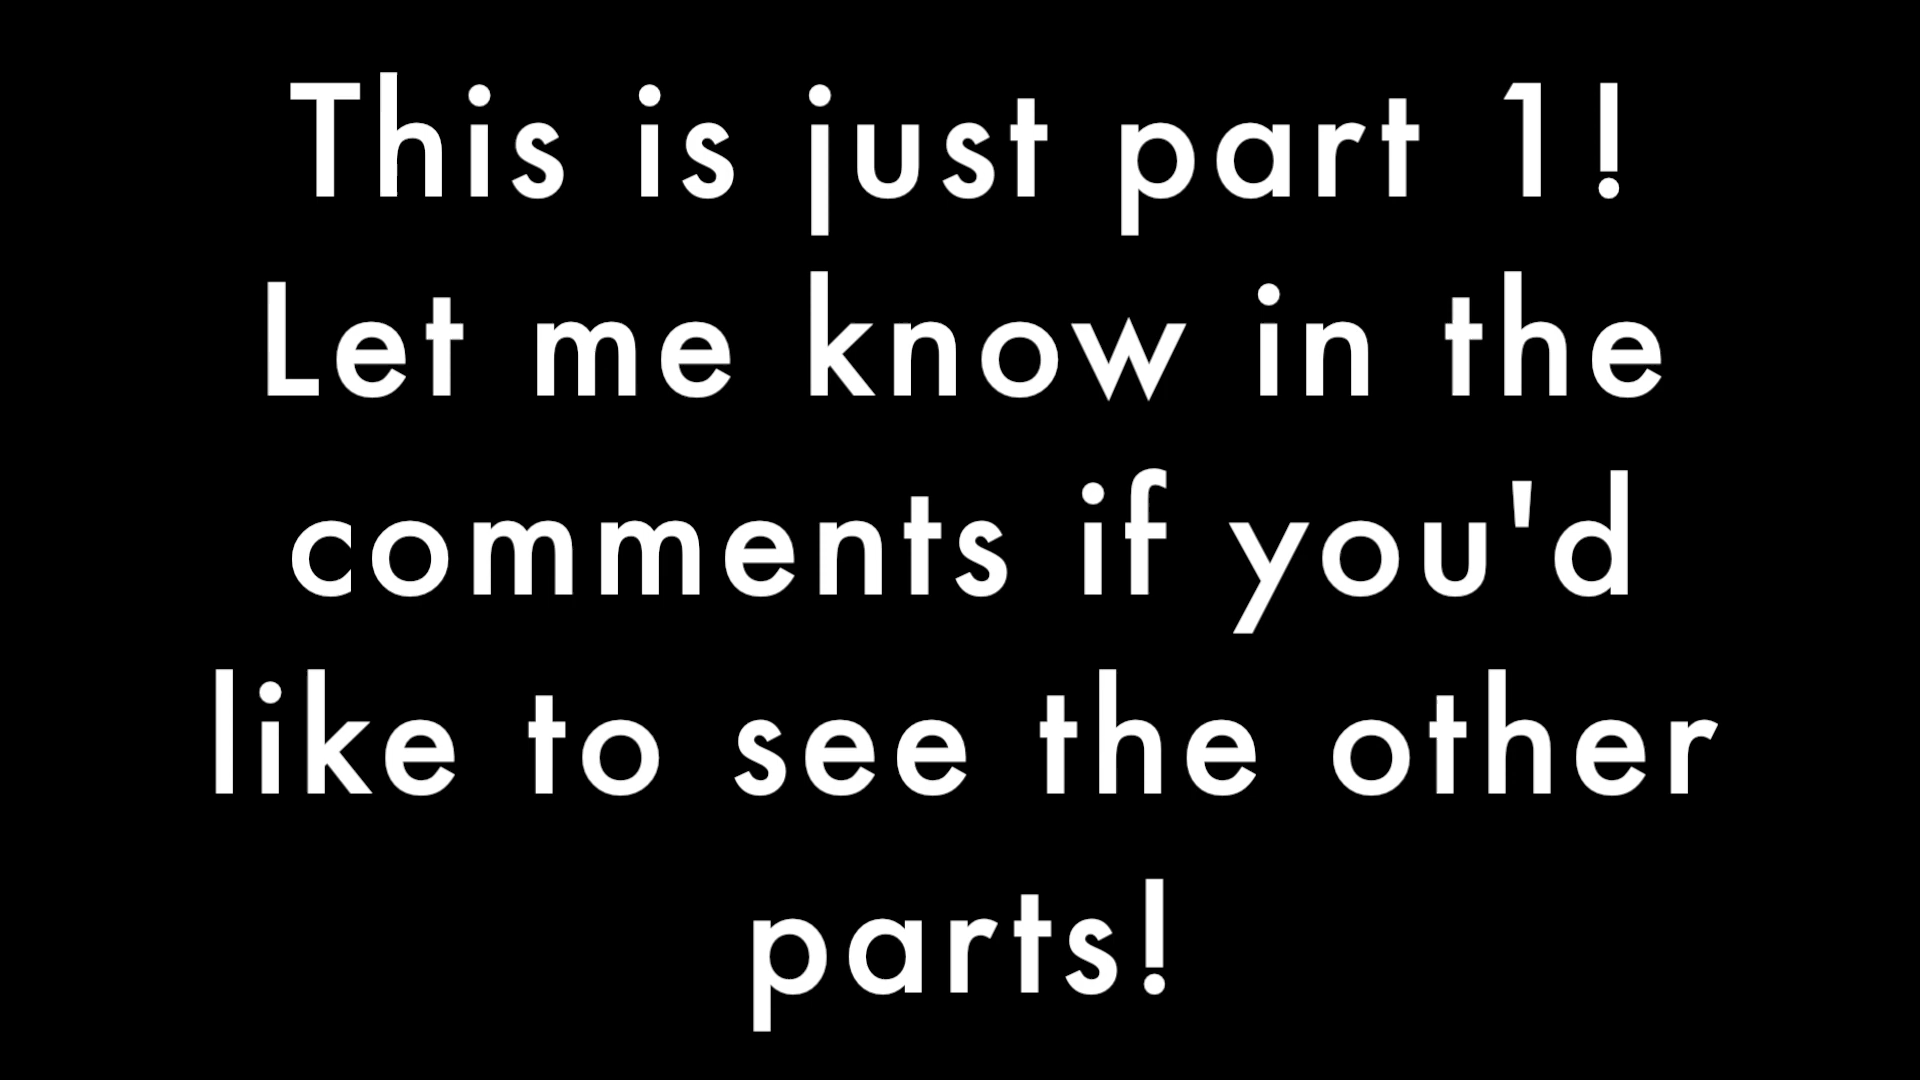 This is just part 1!
Let me know in the
comments if you'd
like to see the other
parts!